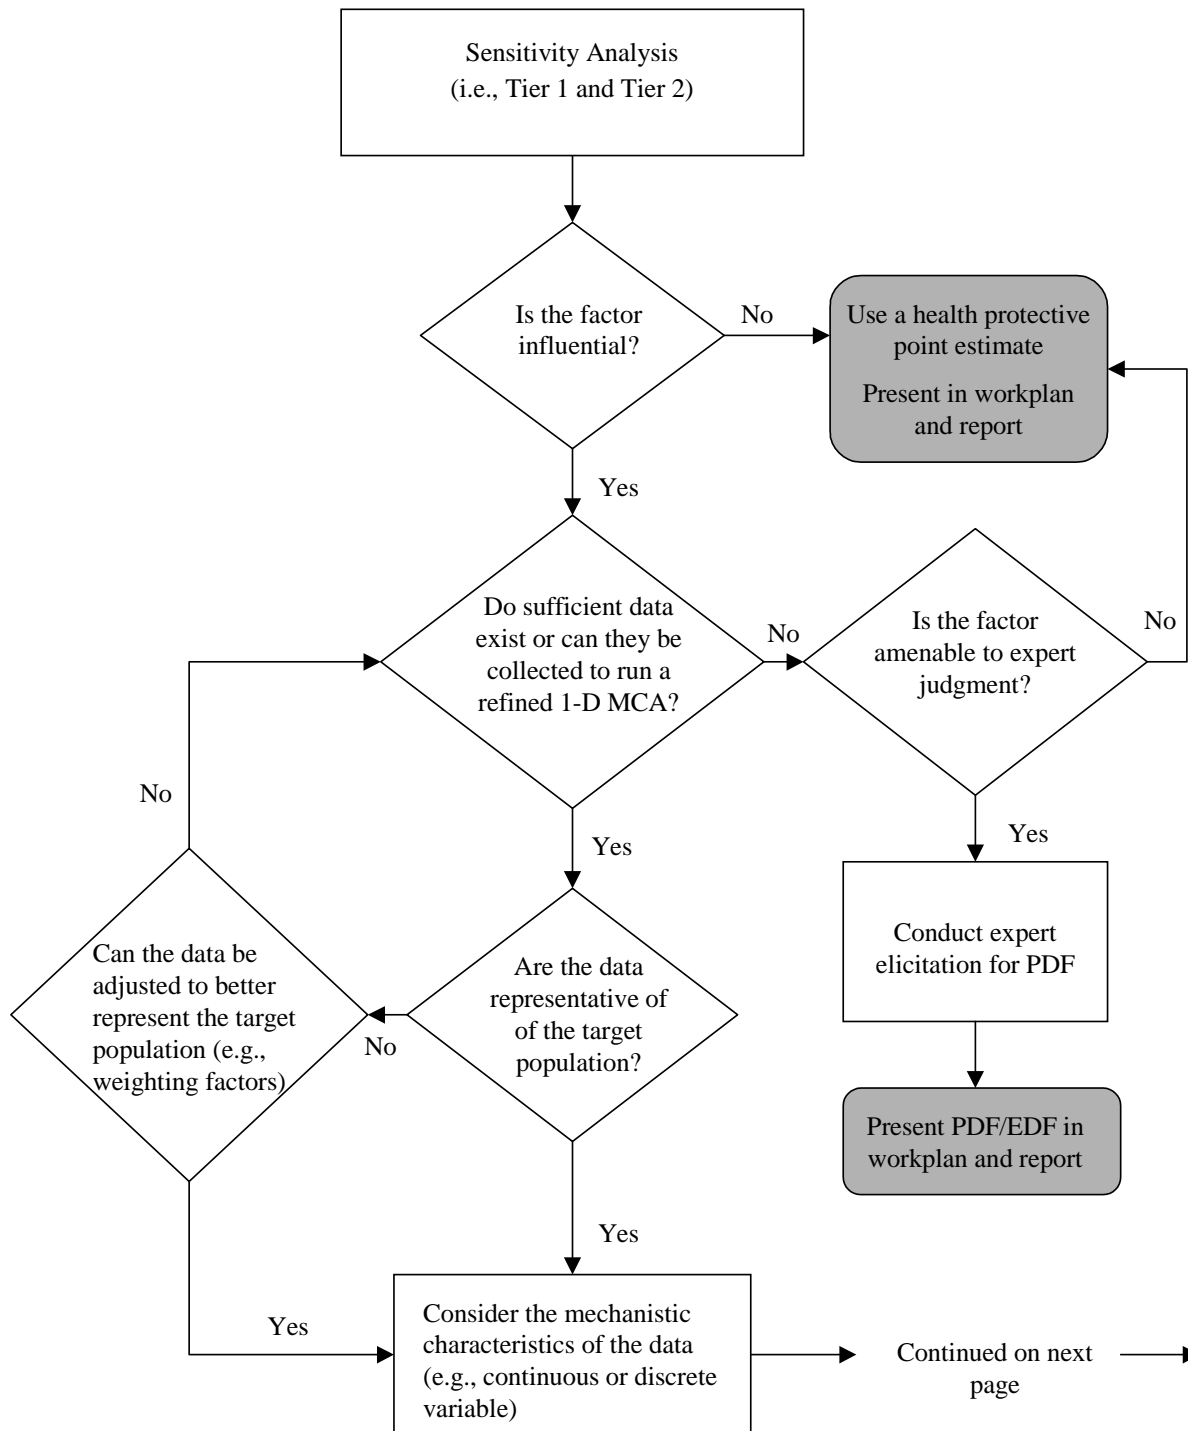 Sensitivity Analysis
(i.e., Tier 1 and Tier 2)
Is the factor
influential?
No
Use a health protective
point estimate
Present in workplan
and report
Yes
Do sufficient data
exist or can they be
collected to run a
refined 1-D MCA?
No
Is the factor
amenable to expert
judgment?
No
No
Yes
Yes
Can the data be
adjusted to better
represent the target
population (e.g.,
weighting factors)
No
Are the data
representative of
of the target
population?
Conduct expert
elicitation for PDF
Present PDF/EDF in
workplan and report
Yes
Yes
Consider the mechanistic
characteristics of the data
(e.g., continuous or discrete
variable)
Continued on next
page